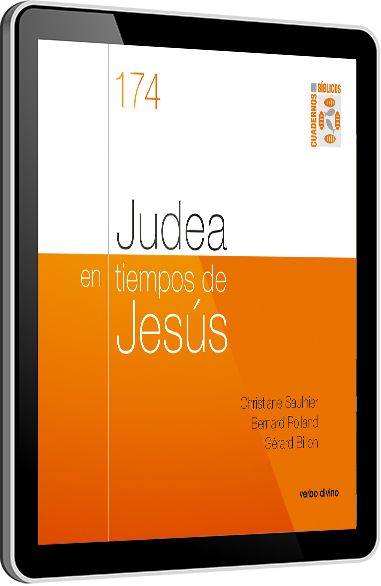 174
CUADERNOS
BÍBLICOS
Judea
en tiempos de
Jesús
Christiane Saulnier
Bernard Rolland
Gérard Billon
verbo divino